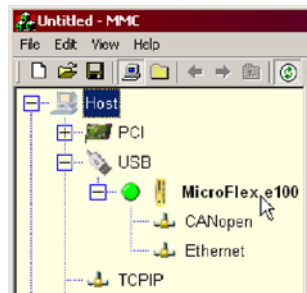 Untitled - MMC
File Edit View Help
Host
PCI
USB
MicroFlex e100
CANopen
Ethernet
TCPIP